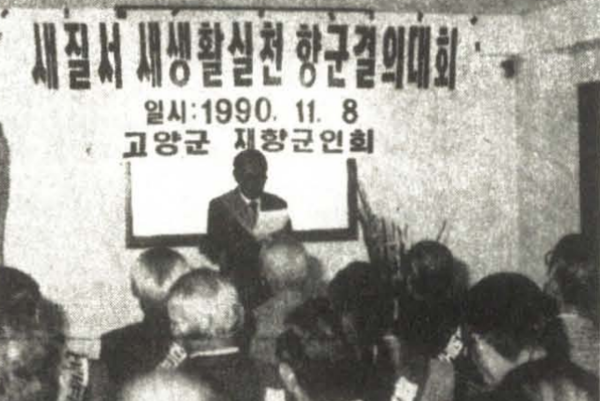 새질서 새생활실천 향군결의대회
일시:1990. 11. 8
고양군 재향군인회